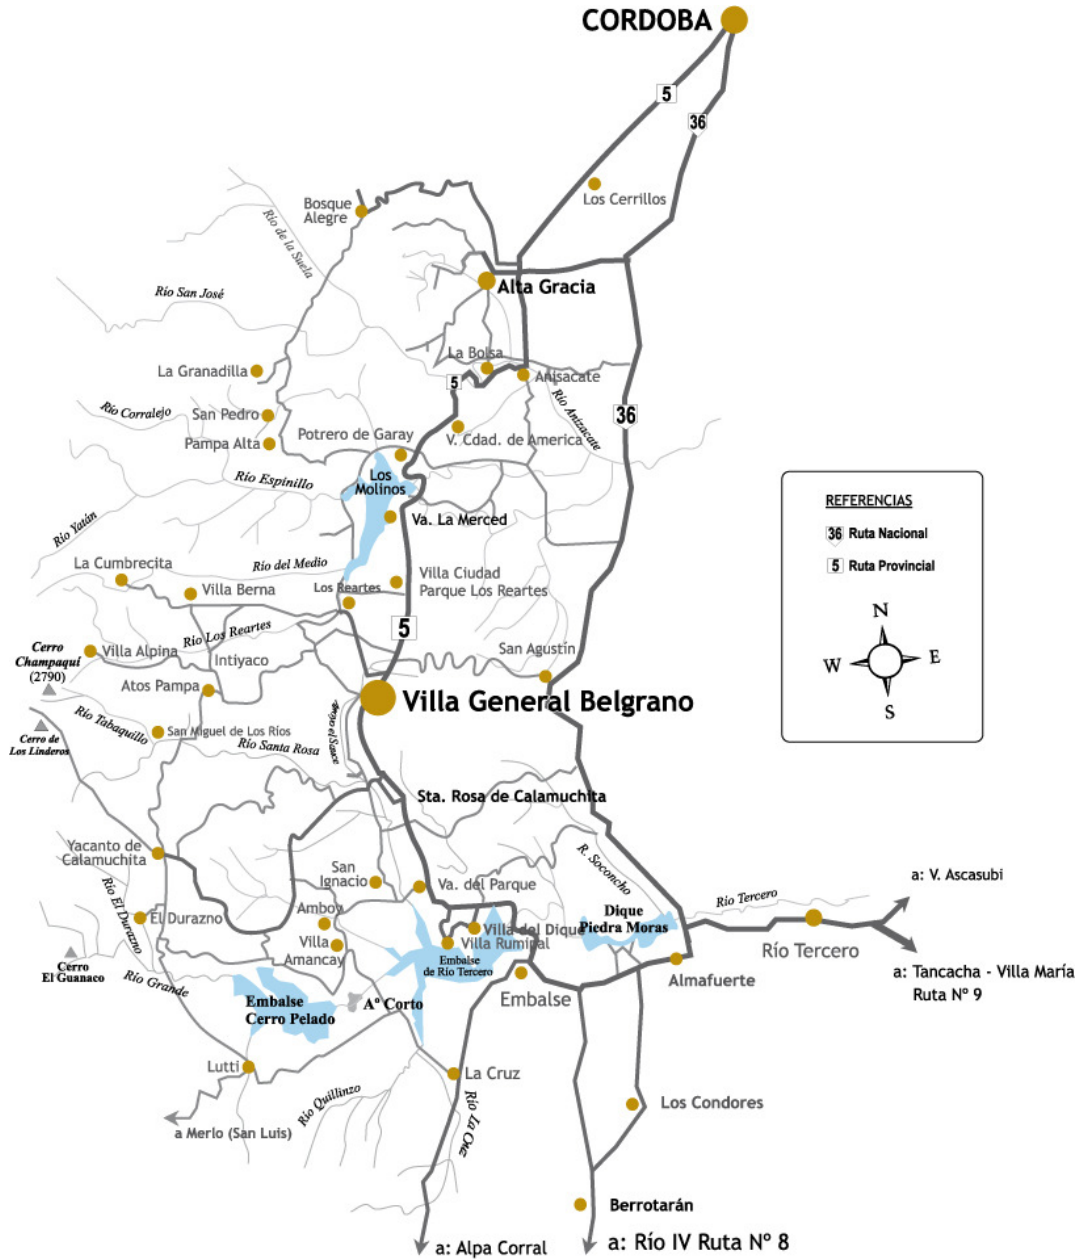 CORDOBA
5
36
Los Cerrillos
Bosque
Alegre
Río de la Suela
Alta Gracia
Río San José
La Bolsa
La Granadilla
5
Anisacate
Río Corralejo
San Pedro
Río Anizacate
36
Potrero de Garay
V. Cdad. de America
Pampa Alta
Río Espinillo
Los
Molinos
REFERENCIAS
36 Ruta Nacional
5 Ruta Provincial
Va. La Merced
Río Yatán
La Cumbrecita
Río del Medio
Villa Ciudad
Parque Los Reartes
Villa Berna
Los Reartes
N
W
E
S
Río Los Reartes
5
Cerro
Champaquí
(2790)
Villa Alpina
Intiyaco
San Agustín
Atos Pampa
Villa General Belgrano
Río Tabaquillo
San Miguel de Los Rios
Arroyo el Sauce
Cerro de
Los Linderos
Río Santa Rosa
Sta. Rosa de Calamuchita
Yacanto de
Calamuchita
San
Ignacio
Va. del Parque
R. Soconcho
a: V. Ascasubi
Río El Durazno
Río Tercero
El Durazno
Amboy
Dique
Piedra Moras
Villa del Dique
Villa Rumipal
Villa
Amancay
Río Tercero
Embalse
de Río Tercero
Cerro
El Guanaco
Río Grande
Almafuerte
a: Tancacha - Villa María
Ruta Nº 9
Embalse
Embalse
Cerro Pelado
Aº Corto
Lutti
La Cruz
Río Quillinzo
Río La Cruz
Los Condores
a Merlo (San Luis)
Berrotarán
a: Alpa Corral
a: Río IV Ruta Nº 8